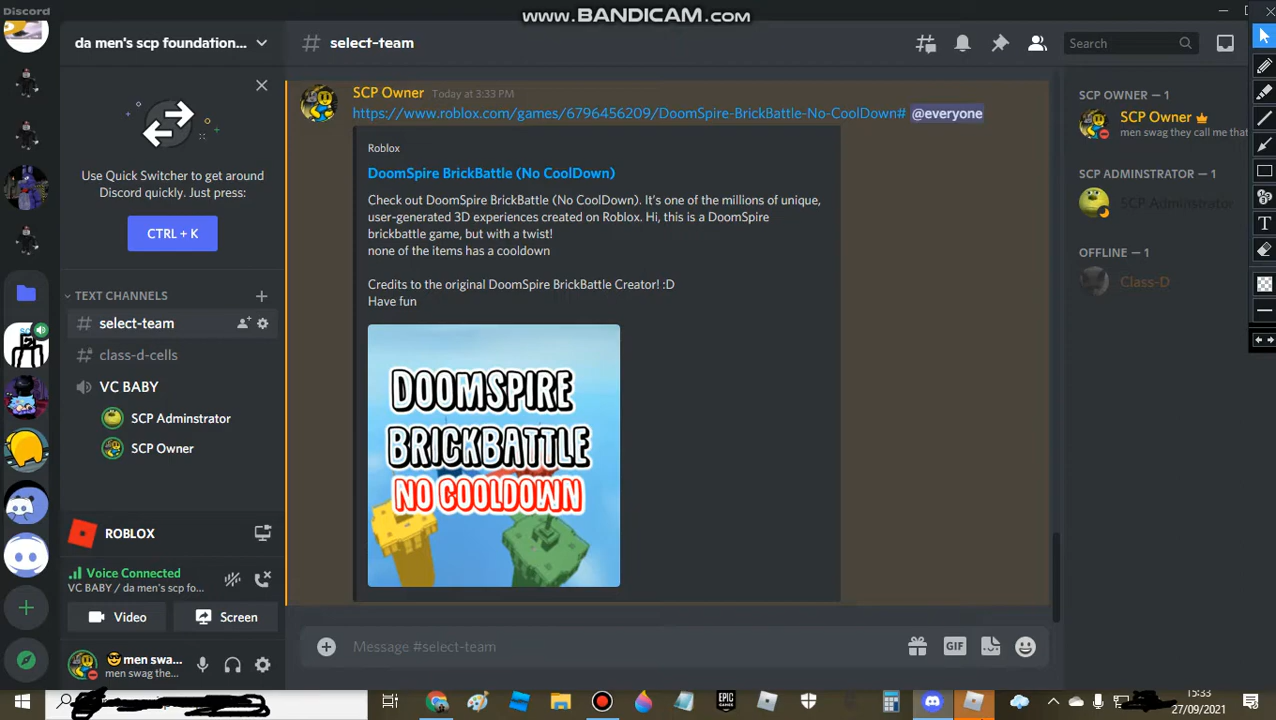 Discord
www.BANDICAM.com
da men's scp foundation...
select-team
Search
Use Quick Switcher to get around
Discord quickly. Just press:
CTRL + K
TEXT CHANNELS
select-team
class-d-cells
VC BABY
SCP Adminstrator
SCP Owner
ROBLOX
Voice Connected
VC BABY / da men's scp fo...
Video
Screen
men swa...
men swag the...
SCP Owner Today at 3:33 PM
https://www.roblox.com/games/6796456209/DoomSpire-BrickBattle-No-CoolDown# @everyone
Roblox
DoomSpire BrickBattle (No CoolDown)
Check out DoomSpire BrickBattle (No CoolDown). It's one of the millions of unique,
user-generated 3D experiences created on Roblox. Hi, this is a DoomSpire
brickbattle game, but with a twist!
none of the items has a cooldown
Credits to the original DoomSpire BrickBattle Creator! :D
Have fun
DOOMSPIRE
BRICKBATTLE
NO COOLDOWN
Message #select-team
GIF
SCP OWNER — 1
SCP Owner
men swag they call me that
SCP ADMINSTRATOR — 1
SCP Adminstrator
OFFLINE — 1
Class-D
EPIC
GAMES
15:33
27/09/2021